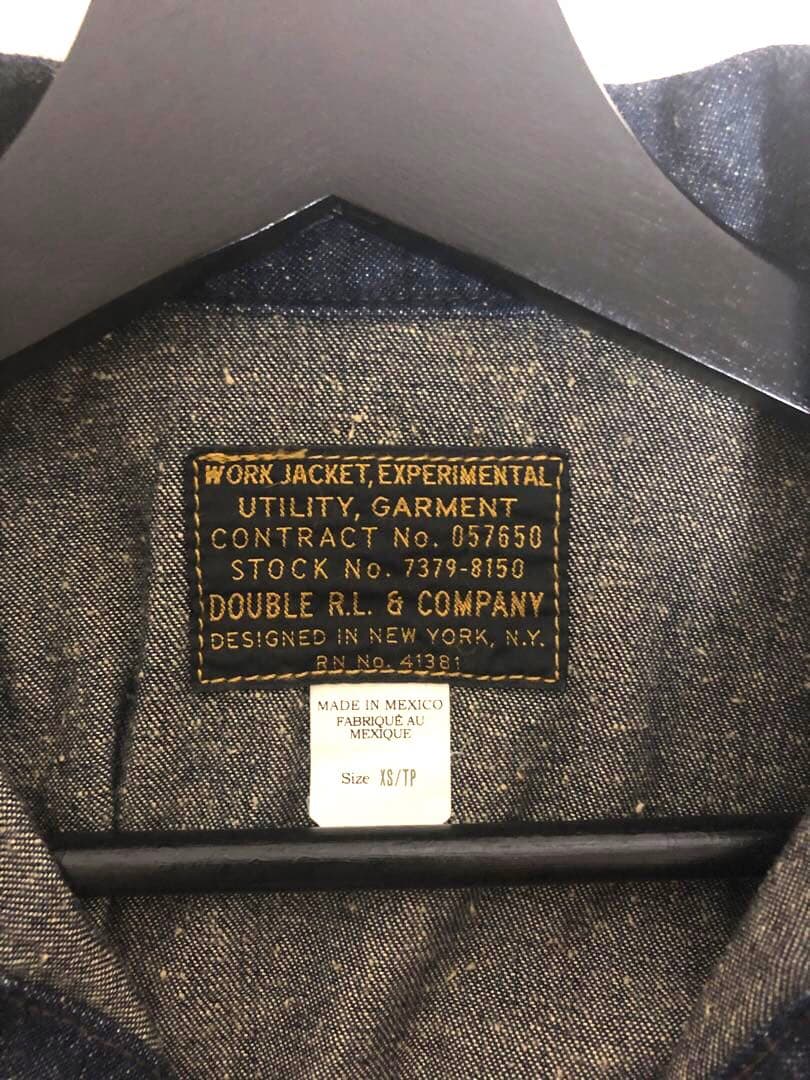 WORK JACKET, EXPERIMENTAL
UTILITY, GARMENT
CONTRACT No. 057650
STOCK No. 7379-8150
DOUBLE R.L. & COMPANY
DESIGNED IN NEW YORK, N.Y.
RN No. 41381
MADE IN MEXICO
FABRIQUÊ AU
MEXIQUE
Size XS/TP